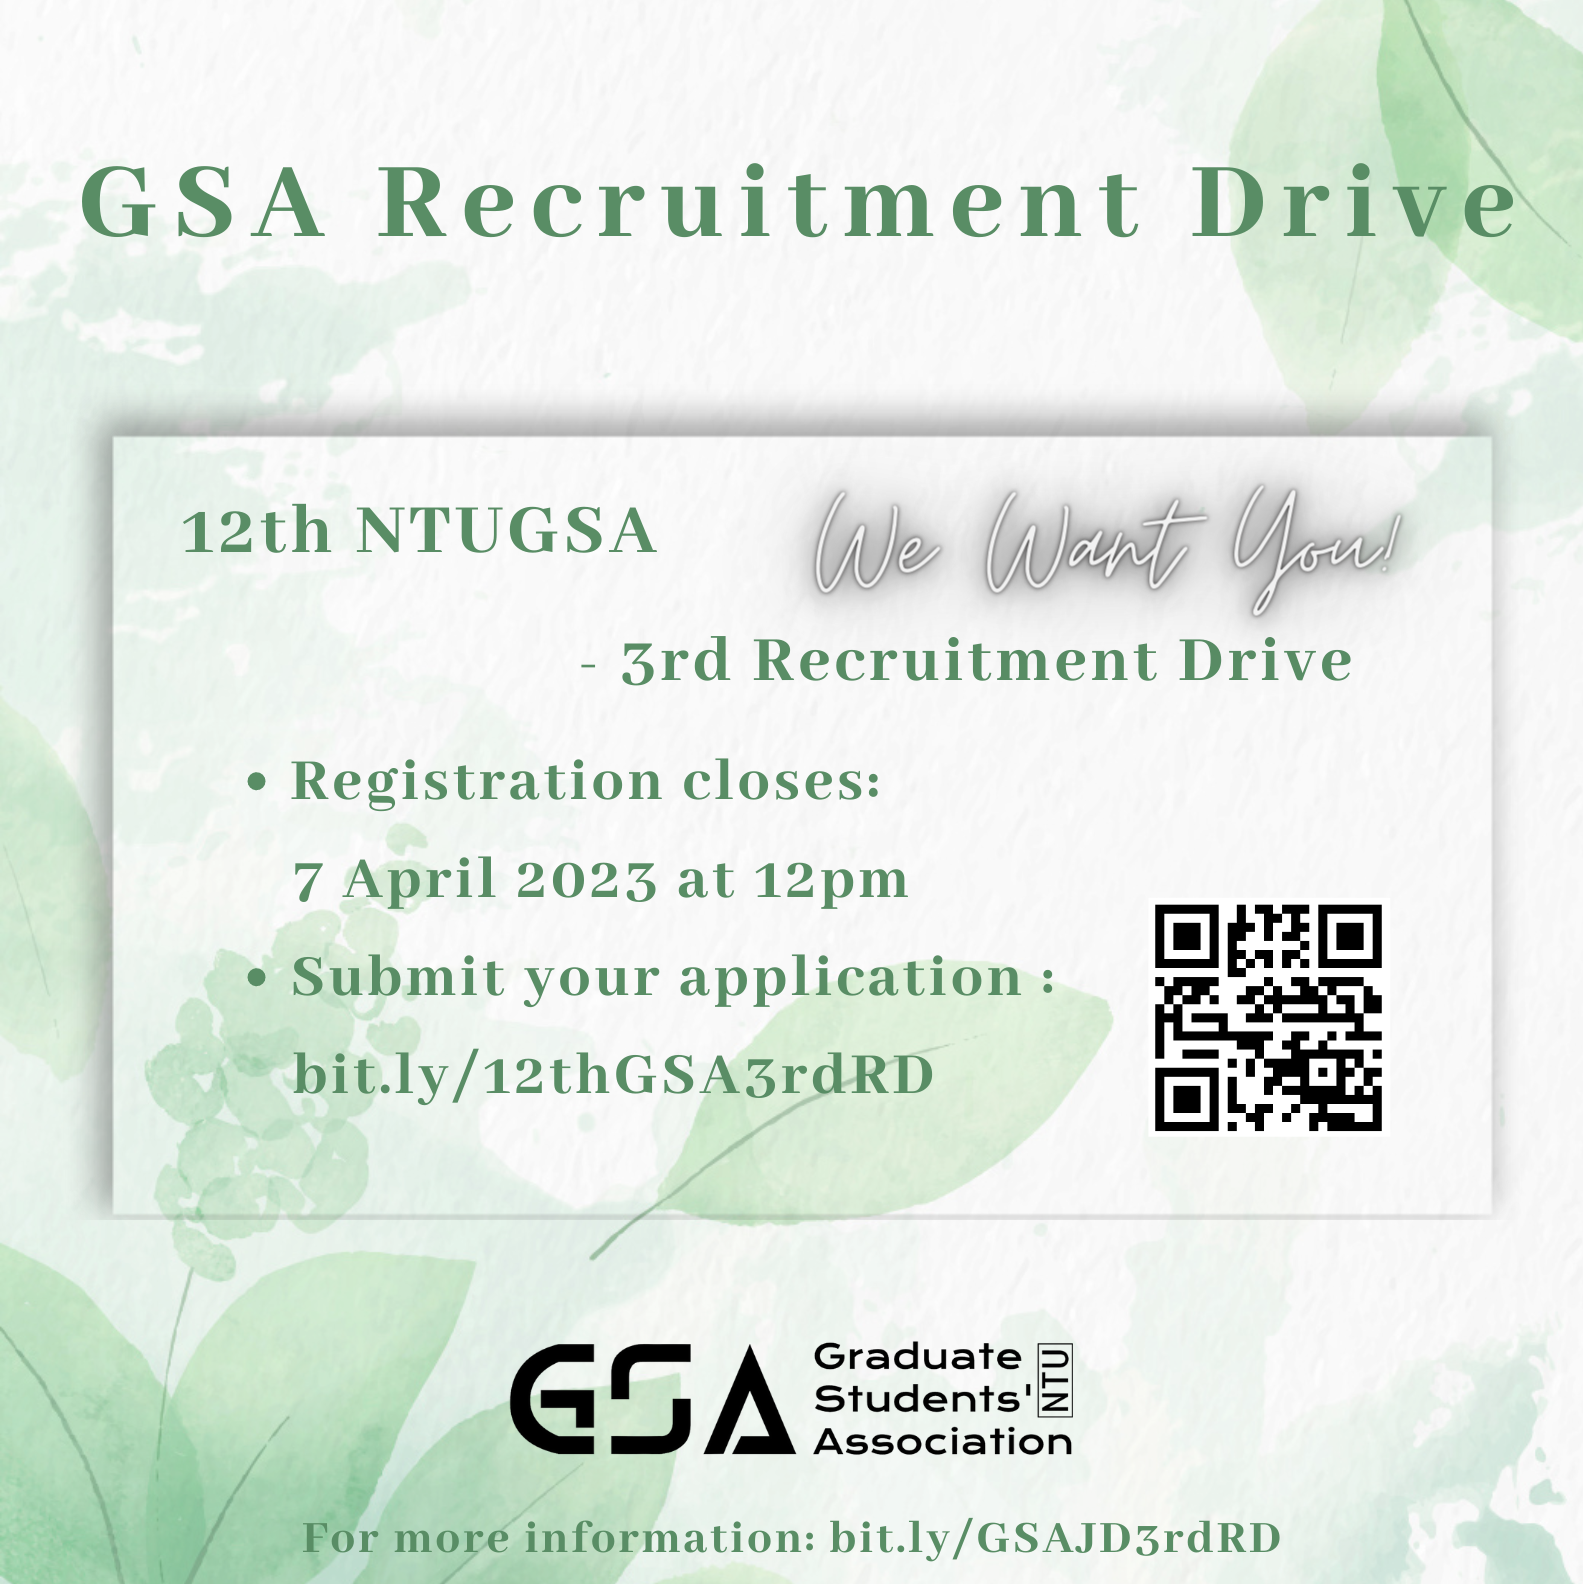 GSA Recruitment Drive
12th NTUGSA
We Want You!
- 3rd Recruitment Drive
• Registration closes:
7 April 2023 at 12pm
• Submit your application :
bit.ly/12thGSA3rdRD
GSA
Graduate
Students'
Association
NTU
For more information: bit.ly/GSAJD3rdRD